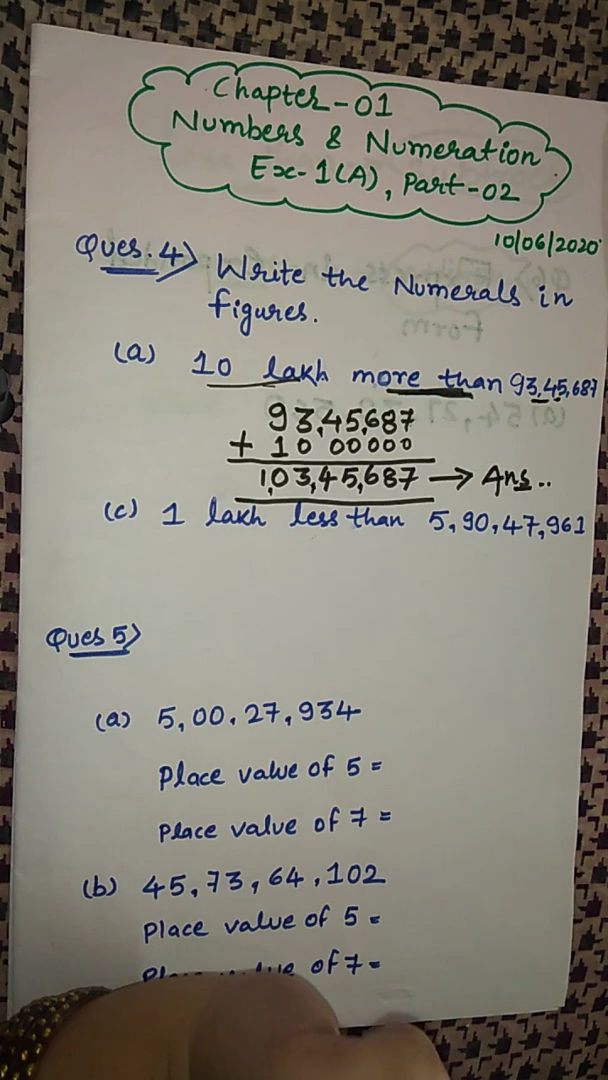 Chapter-01
Numbers & Numeration
Ex-1(A), Part-02
10/06/2020
Ques.4) Write the Numerals in
figures.
(a) 10 lakh more than 93,45,687
93,45,687
+ 10 00000
1,03,45,687 → Ans..
(c) 1 lakh less than 5,90,47,961
Ques 5)
(a) 5,00,27,934
Place value of 5 =
Place value of 7 =
(b) 45,73,64,102
Place value of 5 =
of 7 =